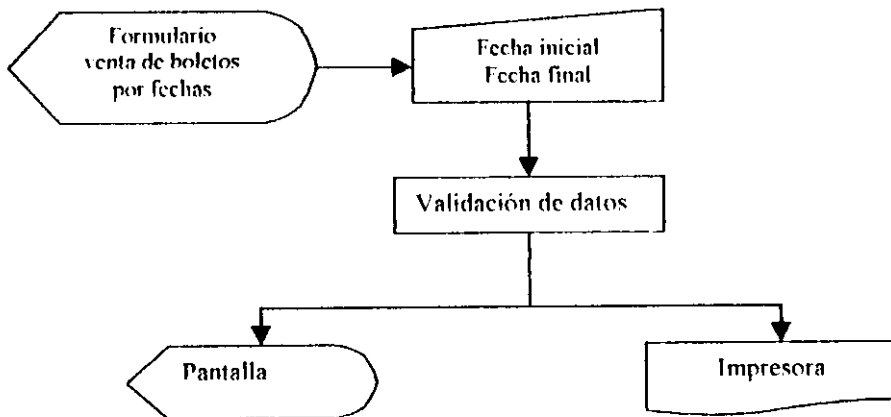 Formulario
venta de boletos
por fechas
Fecha inicial
Fecha final
Validación de datos
Pantalla
Impresora